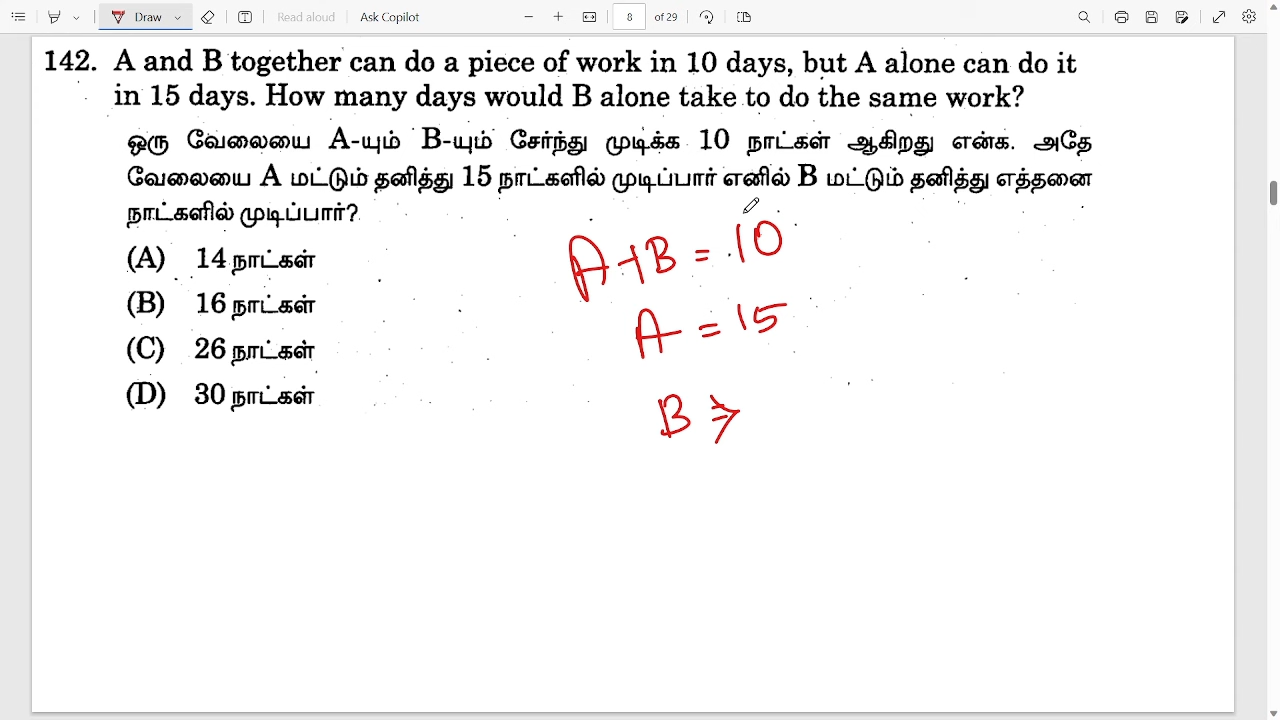 Draw
Read aloud
Ask Copilot
8
of 29
142. A and B together can do a piece of work in 10 days, but A alone can do it
in 15 days. How many days would B alone take to do the same work?
ஒரு வேலையை A-யும் B-யும் சேர்ந்து முடிக்க 10 நாட்கள் ஆகிறது என்க. அதே
வேலையை A மட்டும் தனித்து 15 நாட்களில் முடிப்பார் எனில் B மட்டும் தனித்து எத்தனை
நாட்களில் முடிப்பார்?
(A) 14 நாட்கள்
(B) 16 நாட்கள்
(C) 26 நாட்கள்
(D) 30 நாட்கள்
A+B = 10
A = 15
B ⇒